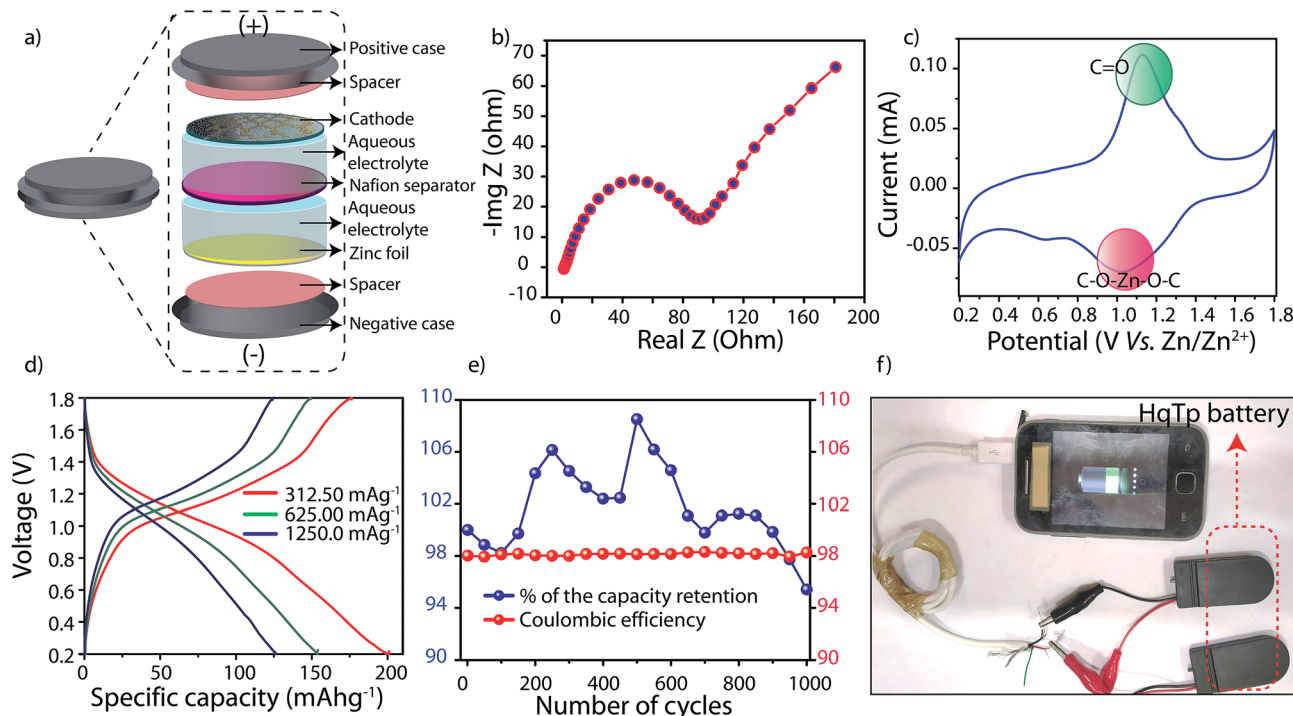 a)
(+)
Positive case
Spacer
Cathode
Aqueous
electrolyte
Nafion separator
Aqueous
electrolyte
Zinc foil
Spacer
Negative case
(-)
b)
-Img Z (ohm)
70
60
50
40
30
20
10
0
-10
0
40
80
120
160
200
Real Z (Ohm)
c)
Current (mA)
0.10
0.05
0.00
-0.05
C=O
C-O-Zn-O-C
0.2
0.4
0.6
0.8
1.0
1.2
1.4
1.6
1.8
Potential (V Vs. Zn/Zn²⁺)
d)
Voltage (V)
1.8
1.6
1.4
1.2
1.0
0.8
0.6
0.4
0.2
312.50 mAg⁻¹
625.00 mAg⁻¹
1250.0 mAg⁻¹
0
50
100
150
200
Specific capacity (mAhg⁻¹)
e)
110
106
102
98
94
90
110
106
102
98
94
90
% of the capacity retention
Coulombic efficiency
0
200
400
600
800
1000
Number of cycles
f)
HqTp battery